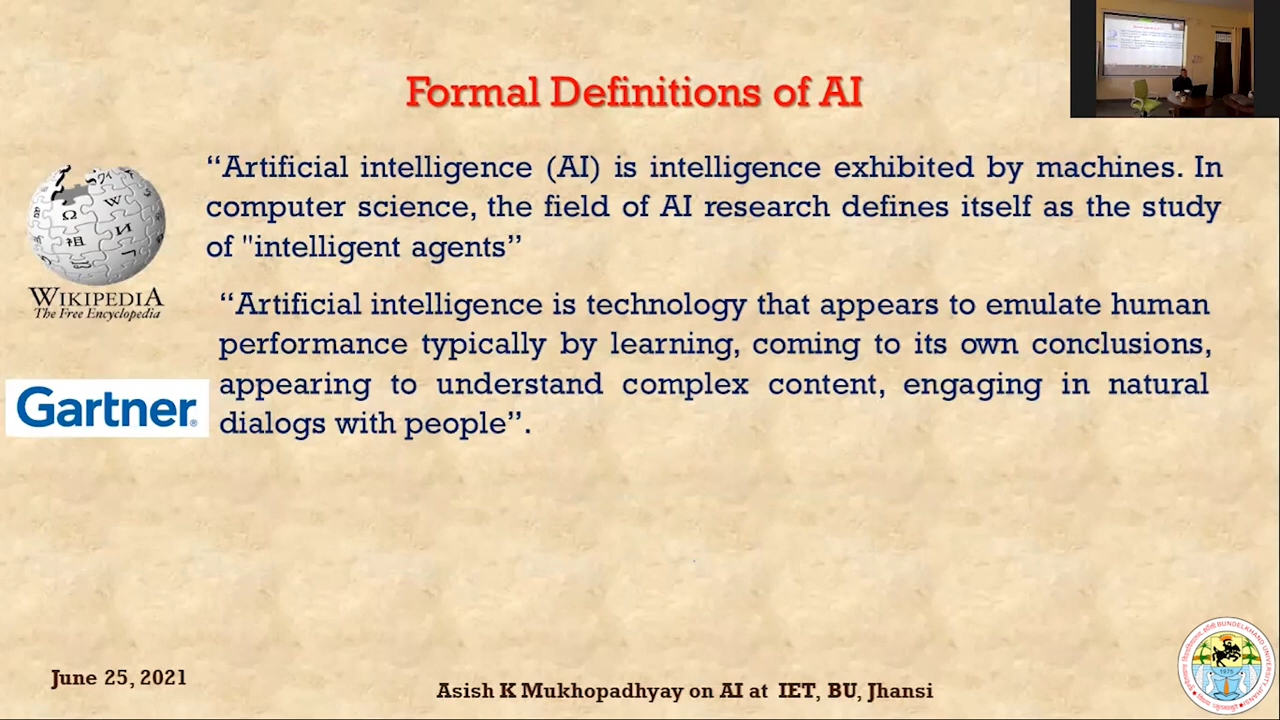 Formal Definitions of AI
“Artificial intelligence (AI) is intelligence exhibited by machines. In
computer science, the field of AI research defines itself as the study
of "intelligent agents”
WIKIPEDIA
The Free Encyclopedia
“Artificial intelligence is technology that appears to emulate human
performance typically by learning, coming to its own conclusions,
appearing to understand complex content, engaging in natural
dialogs with people”.
Gartner®
June 25, 2021
Asish K Mukhopadhyay on AI at IET, BU, Jhansi
BUNDELKHAND UNIVERSITY
1975